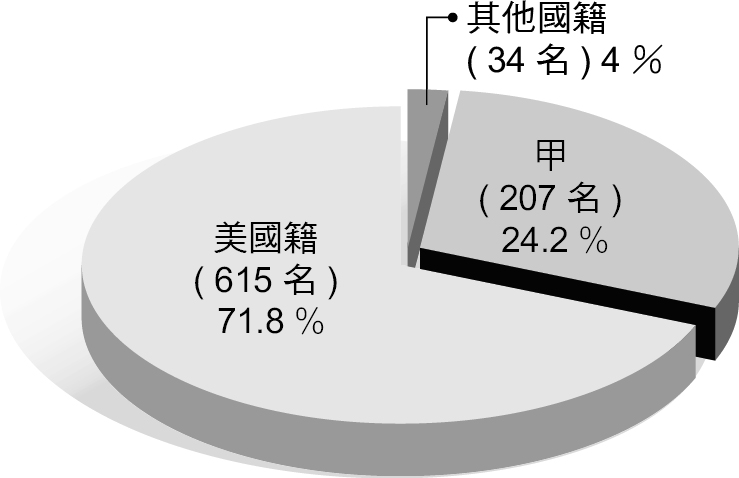 其他國籍
( 34 名 ) 4 %
甲
( 207 名 )
24.2 %
美國籍
( 615 名 )
71.8 %